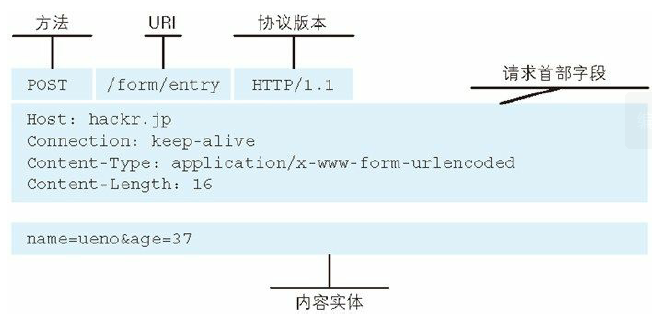 方法 URI 协议版本
POST /form/entry HTTP/1.1
请求首部字段
Host: hackr.jp
Connection: keep-alive
Content-Type: application/x-www-form-urlencoded
Content-Length: 16
name=ueno&age=37
内容实体